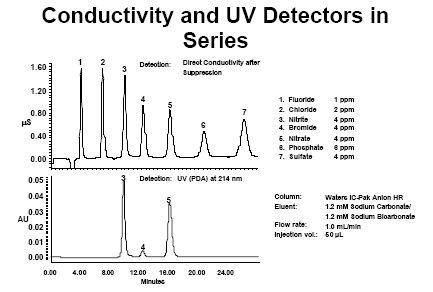 Conductivity and UV Detectors in
Series
Detection: Direct Conductivity after
Suppression
1.60
1.20
0.80
0.40
0.00
µS
1 2 3 4 5 6 7
1. Fluoride 1 ppm
2. Chloride 2 ppm
3. Nitrite 4 ppm
4. Bromide 4 ppm
5. Nitrate 4 ppm
6. Phosphate 6 ppm
7. Sulfate 4 ppm
Detection: UV (PDA) at 214 nm
0.05
0.04
0.03
0.02
0.01
0.00
AU
3 4 5
0.00 4.00 8.00 12.00 16.00 20.00 24.00
Minutes
Column: Waters IC-Pak Anion HR
Eluent: 1.2 mM Sodium Carbonate/
1.2 mM Sodium Bioarbonate
Flow rate: 1.0 mL/min
Injection vol.: 50 µL